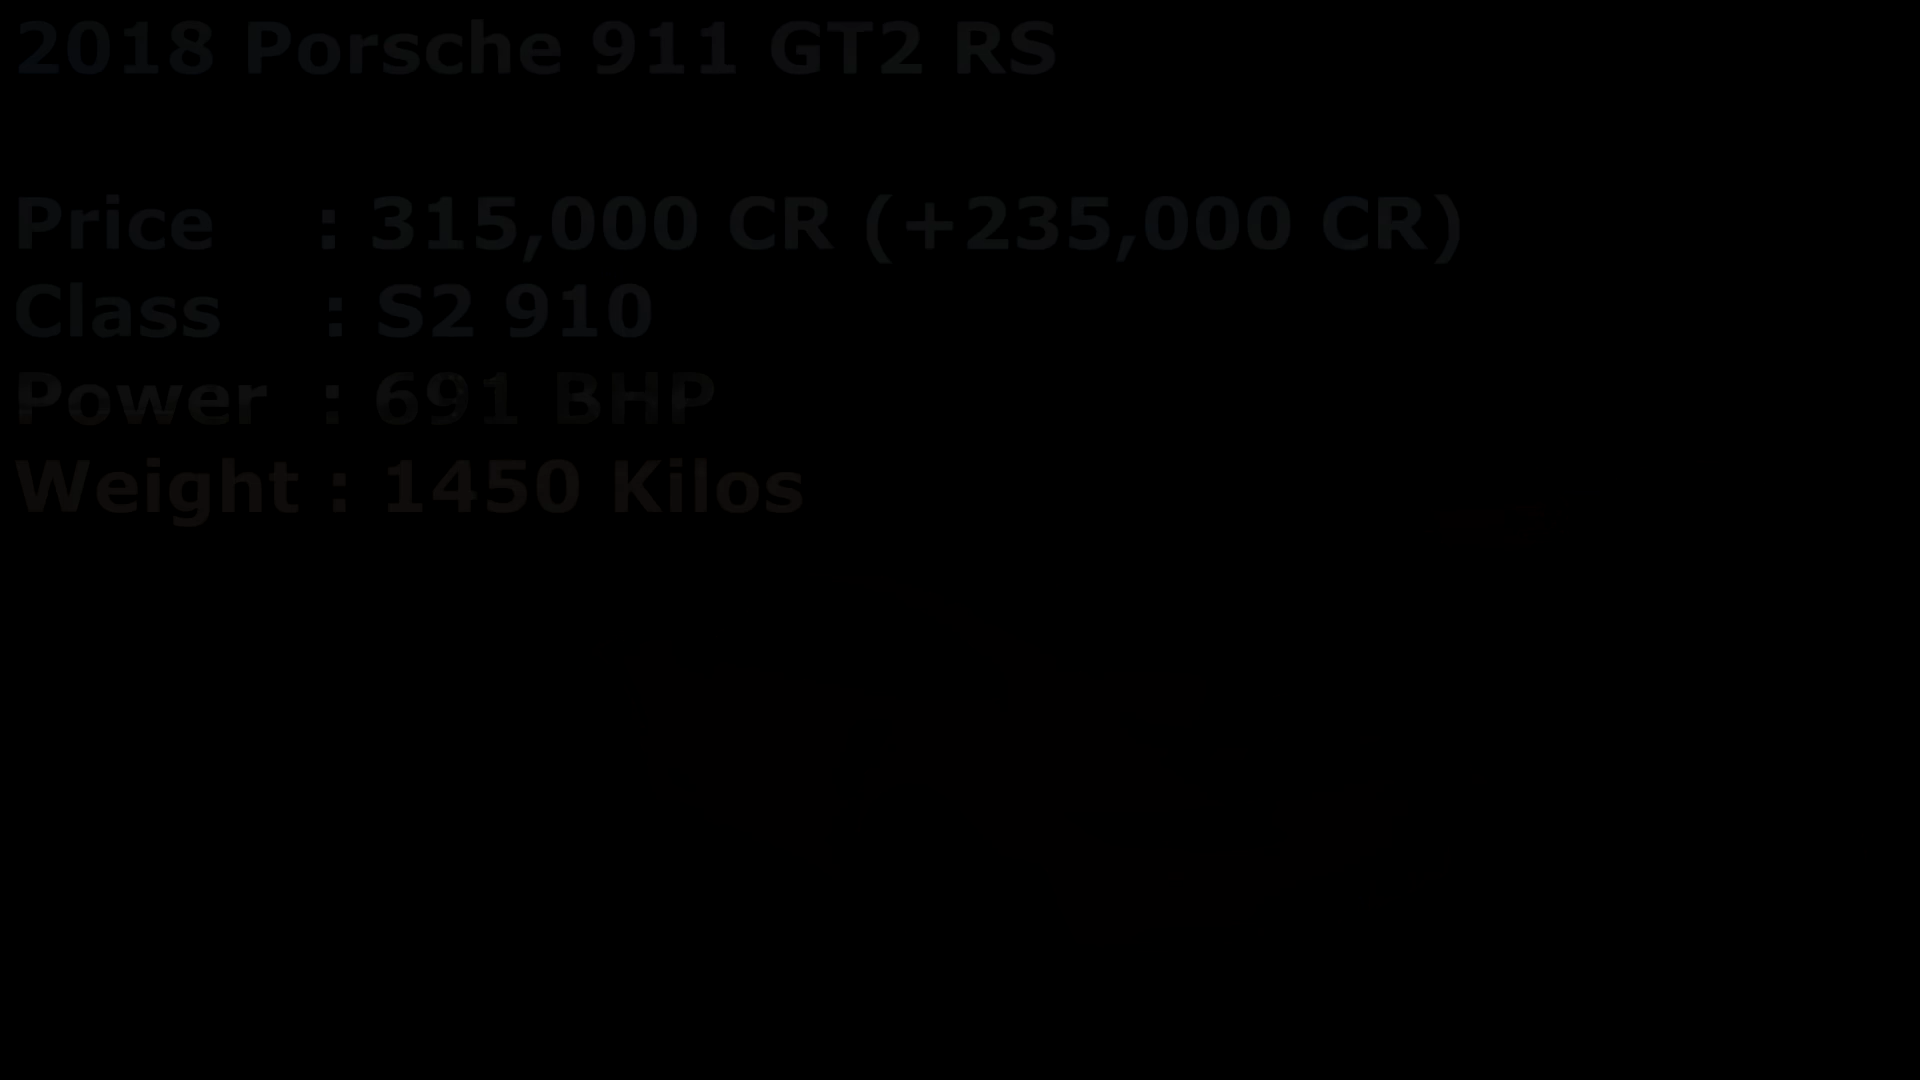 2018 Porsche 911 GT2 RS
Price : 315,000 CR (+235,000 CR)
Class : S2 910
Power : 691 BHP
Weight : 1450 Kilos